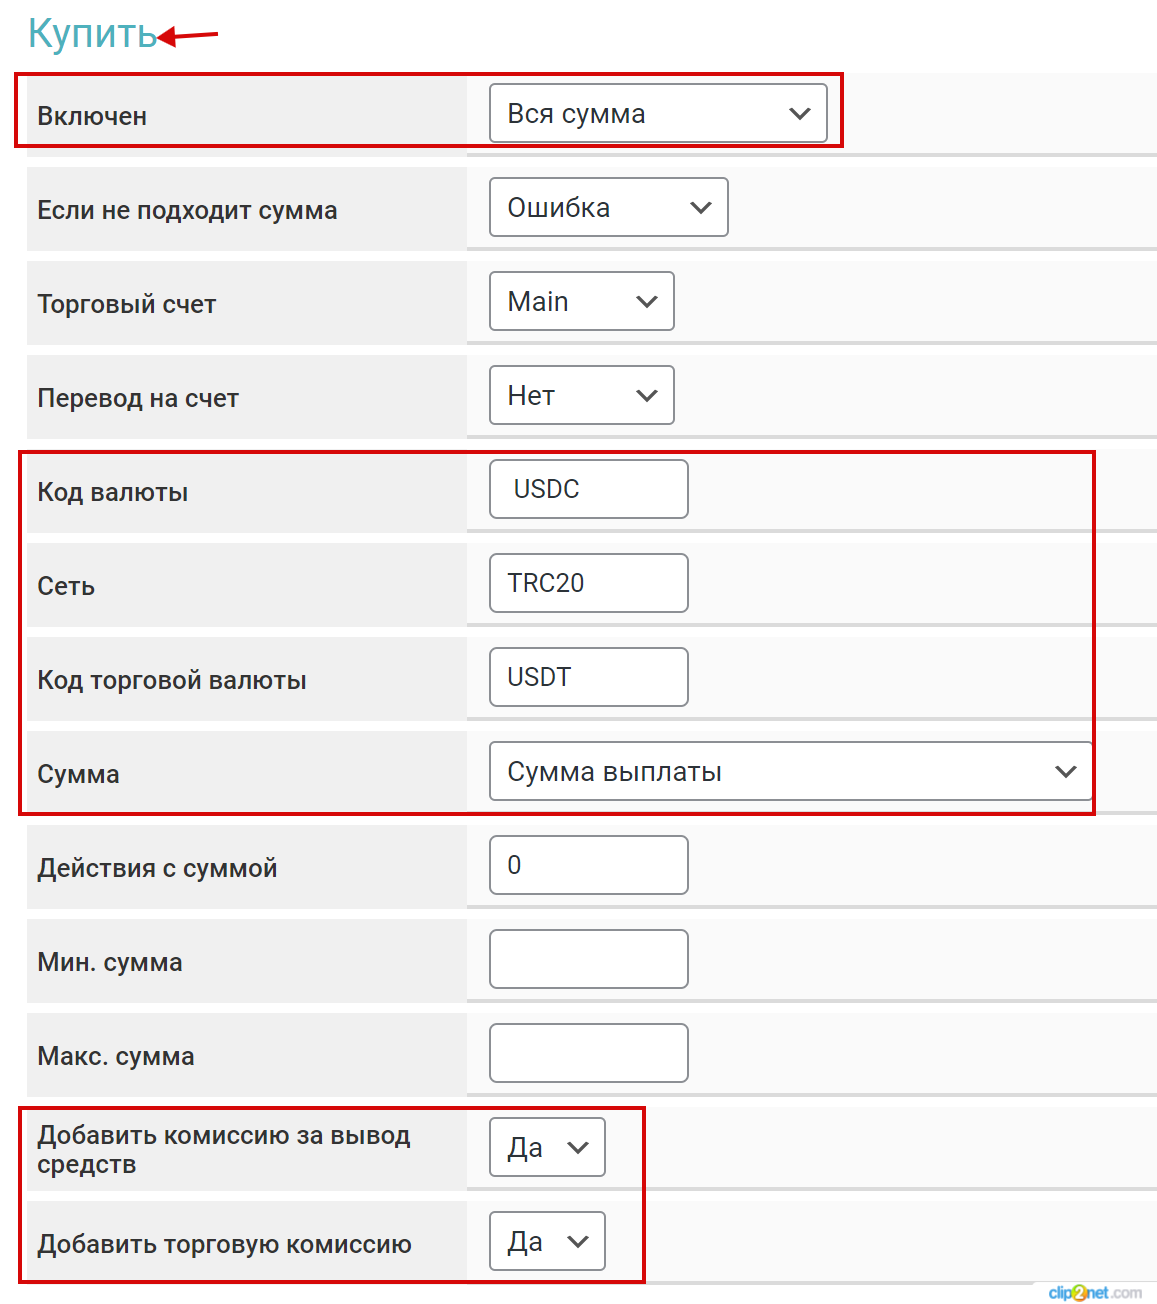 Купить
Включен
Вся сумма
Если не подходит сумма
Ошибка
Торговый счет
Main
Перевод на счет
Нет
Код валюты
USDC
Сеть
TRC20
Код торговой валюты
USDT
Сумма
Сумма выплаты
Действия с суммой
0
Мин. сумма
Макс. сумма
Добавить комиссию за вывод
средств
Да
Добавить торговую комиссию
Да
clip2net.com